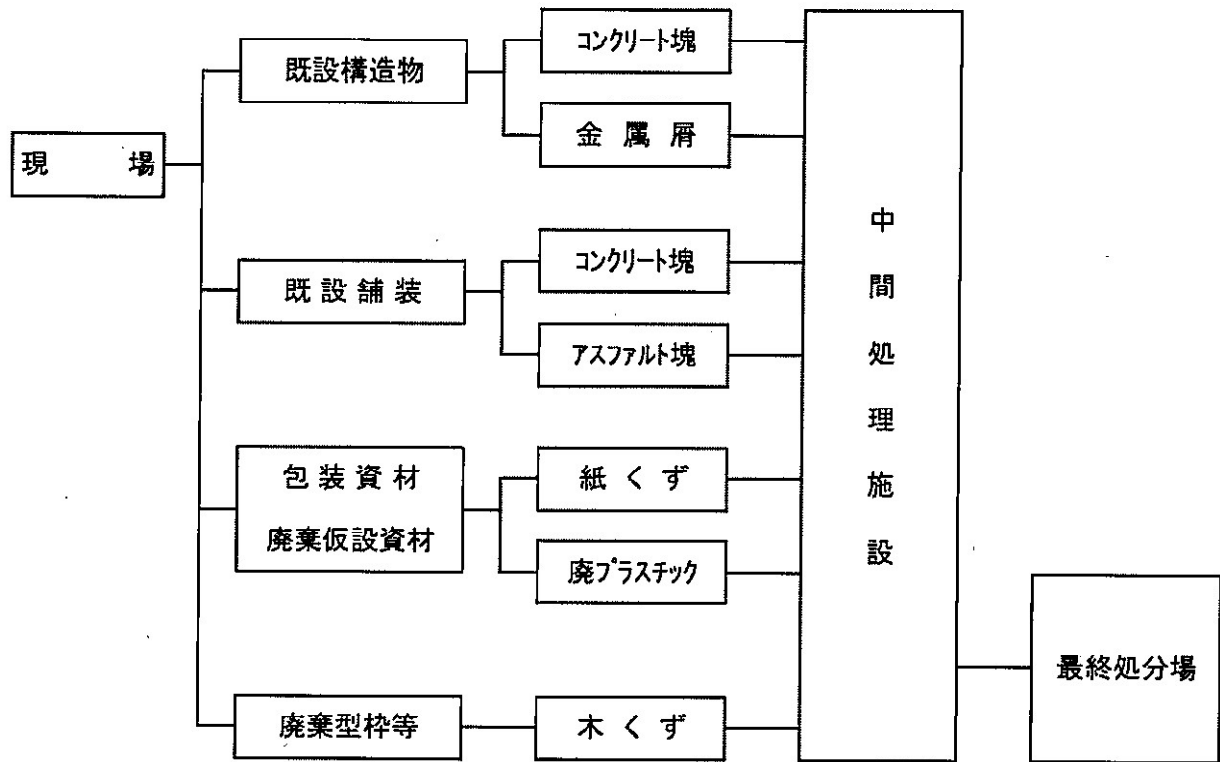 現場
既設構造物
コンクリート塊
金属屑
既設舗装
コンクリート塊
アスファルト塊
包装資材
廃棄仮設資材
紙くず
廃プラスチック
廃棄型枠等
木くず
中間処理施設
最終処分場